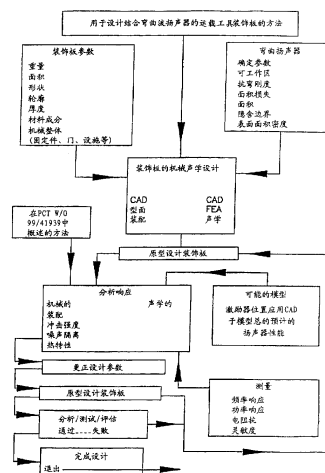 用于设计结合弯曲波扬声器的运载工具装饰板的方法
装饰板参数
重量
面积
形状
轮廓
厚度
材料成分
机械整体
(固定件、门、设施等)
弯曲扬声器
确定参数
可工作区
抗弯刚度
面积损失
面积
隐含边界
表面面积密度
装饰板的机械声学设计
CAD CAD
型面 FEA
装配 声学
在PCT W/O
99/41939中
概述的方法
原型设计装饰板
分析响应
机械的 声学的
装配
冲击强度
噪声隔离
热特性
可能的模型
激励器位置应用CAD
子模型总的预计的
扬声器性能
更正设计参数
原型设计装饰板
分析/测试/评估
通过....失败
测量
频率响应
功率响应
电阻抗
灵敏度
完成设计
退出